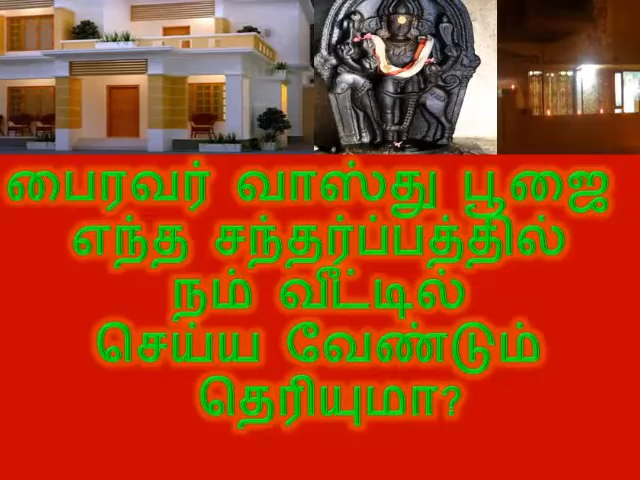 பைரவர் வாஸ்து பூஜை
எந்த சந்தர்ப்பத்தில்
நம் வீட்டில்
செய்ய வேண்டும்
தெரியுமா?